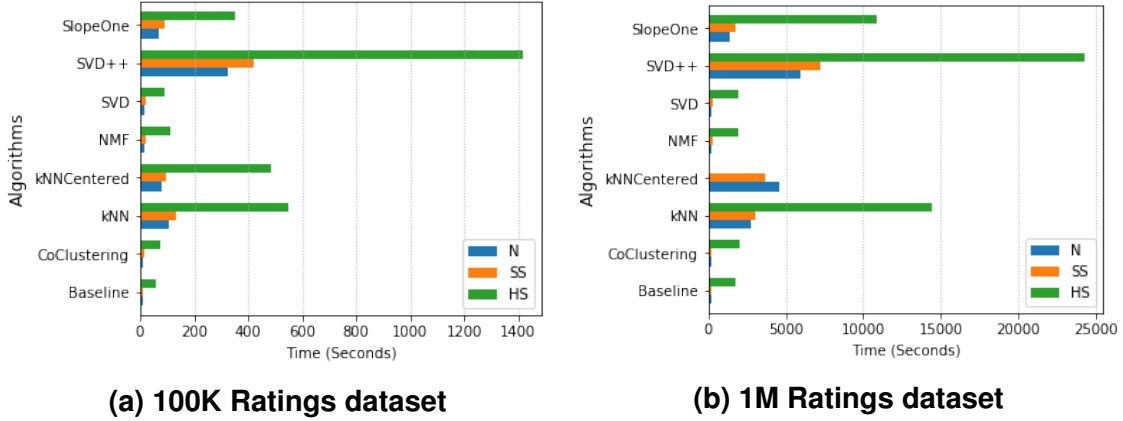 SlopeOne
SVD++
SVD
NMF
kNNCentered
kNN
CoClustering
Baseline
Algorithms
N
SS
HS
0 200 400 600 800 1000 1200 1400
Time (Seconds)
(a) 100K Ratings dataset
SlopeOne
SVD++
SVD
NMF
kNNCentered
kNN
CoClustering
Baseline
Algorithms
N
SS
HS
0 5000 10000 15000 20000 25000
Time (Seconds)
(b) 1M Ratings dataset